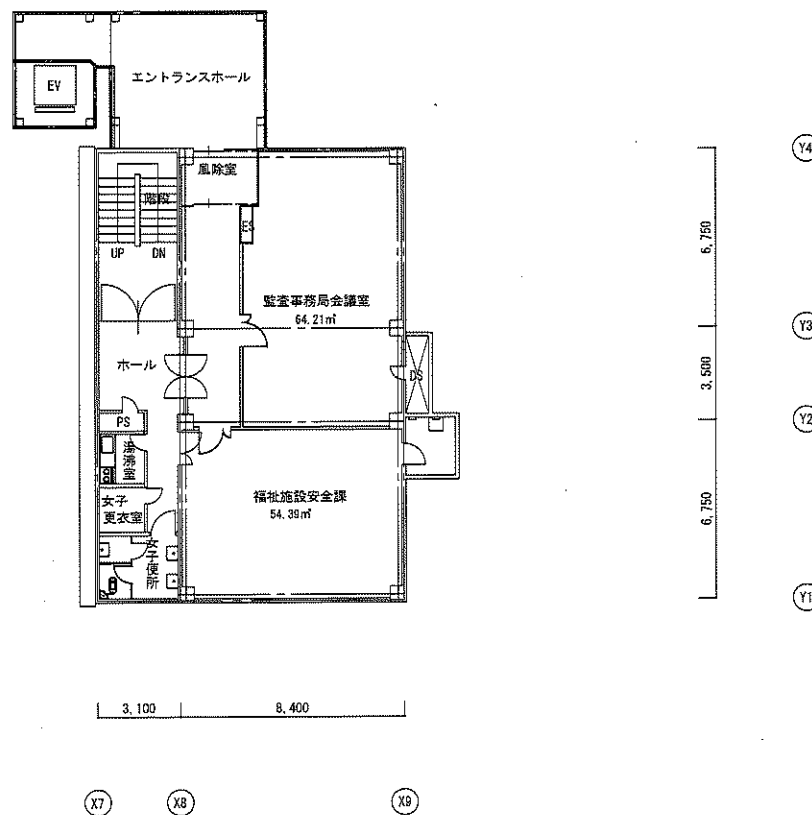 エントランスホール
EV
Y4
風除室
階段
ES
UP
DN
6,750
監査事務局会議室
64.21㎡
Y3
ホール
DS
3,500
PS
Y2
湯沸室
福祉施設安全課
54.39㎡
女子
更衣室
6,750
女子便所
Y1
3,100
8,400
X7
X8
X9